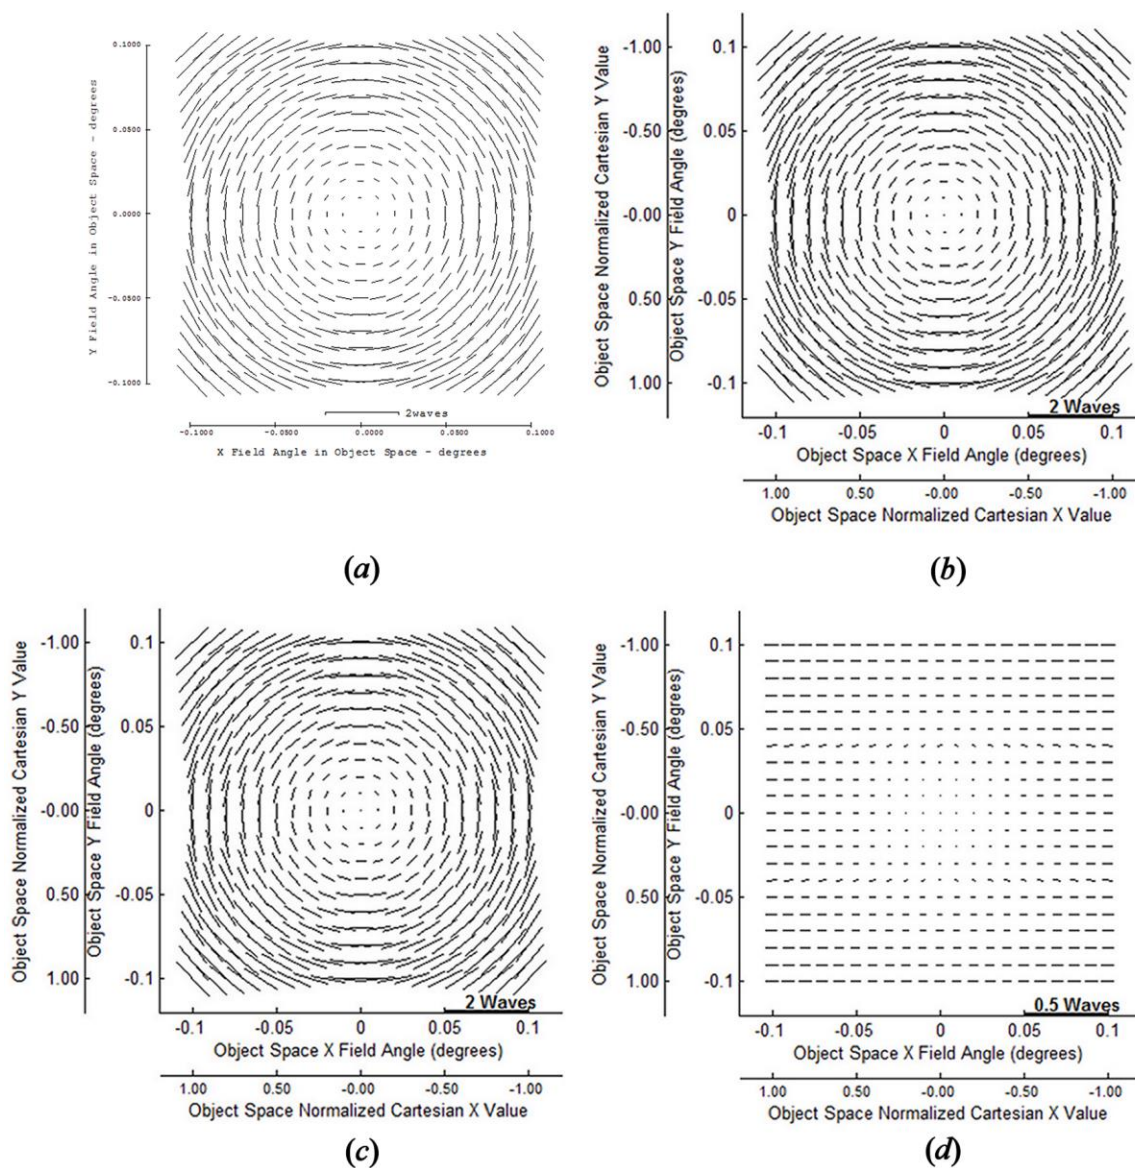 0.1000
0.0500
0.0000
-0.0500
-0.1000
Y Field Angle in Object Space - degrees
2waves
-0.1000 -0.0500 0.0000 0.0500 0.1000
X Field Angle in Object Space - degrees
(a)
Object Space Normalized Cartesian Y Value
-1.00
-0.50
-0.00
0.50
1.00
Object Space Y Field Angle (degrees)
0.1
0.05
0
-0.05
-0.1
2 Waves
-0.1 -0.05 0 0.05 0.1
Object Space X Field Angle (degrees)
1.00 0.50 -0.00 -0.50 -1.00
Object Space Normalized Cartesian X Value
(b)
Object Space Normalized Cartesian Y Value
-1.00
-0.50
-0.00
0.50
1.00
Object Space Y Field Angle (degrees)
0.1
0.05
0
-0.05
-0.1
2 Waves
-0.1 -0.05 0 0.05 0.1
Object Space X Field Angle (degrees)
1.00 0.50 -0.00 -0.50 -1.00
Object Space Normalized Cartesian X Value
(c)
Object Space Normalized Cartesian Y Value
-1.00
-0.50
-0.00
0.50
1.00
Object Space Y Field Angle (degrees)
0.1
0.05
0
-0.05
-0.1
0.5 Waves
-0.1 -0.05 0 0.05 0.1
Object Space X Field Angle (degrees)
1.00 0.50 -0.00 -0.50 -1.00
Object Space Normalized Cartesian X Value
(d)